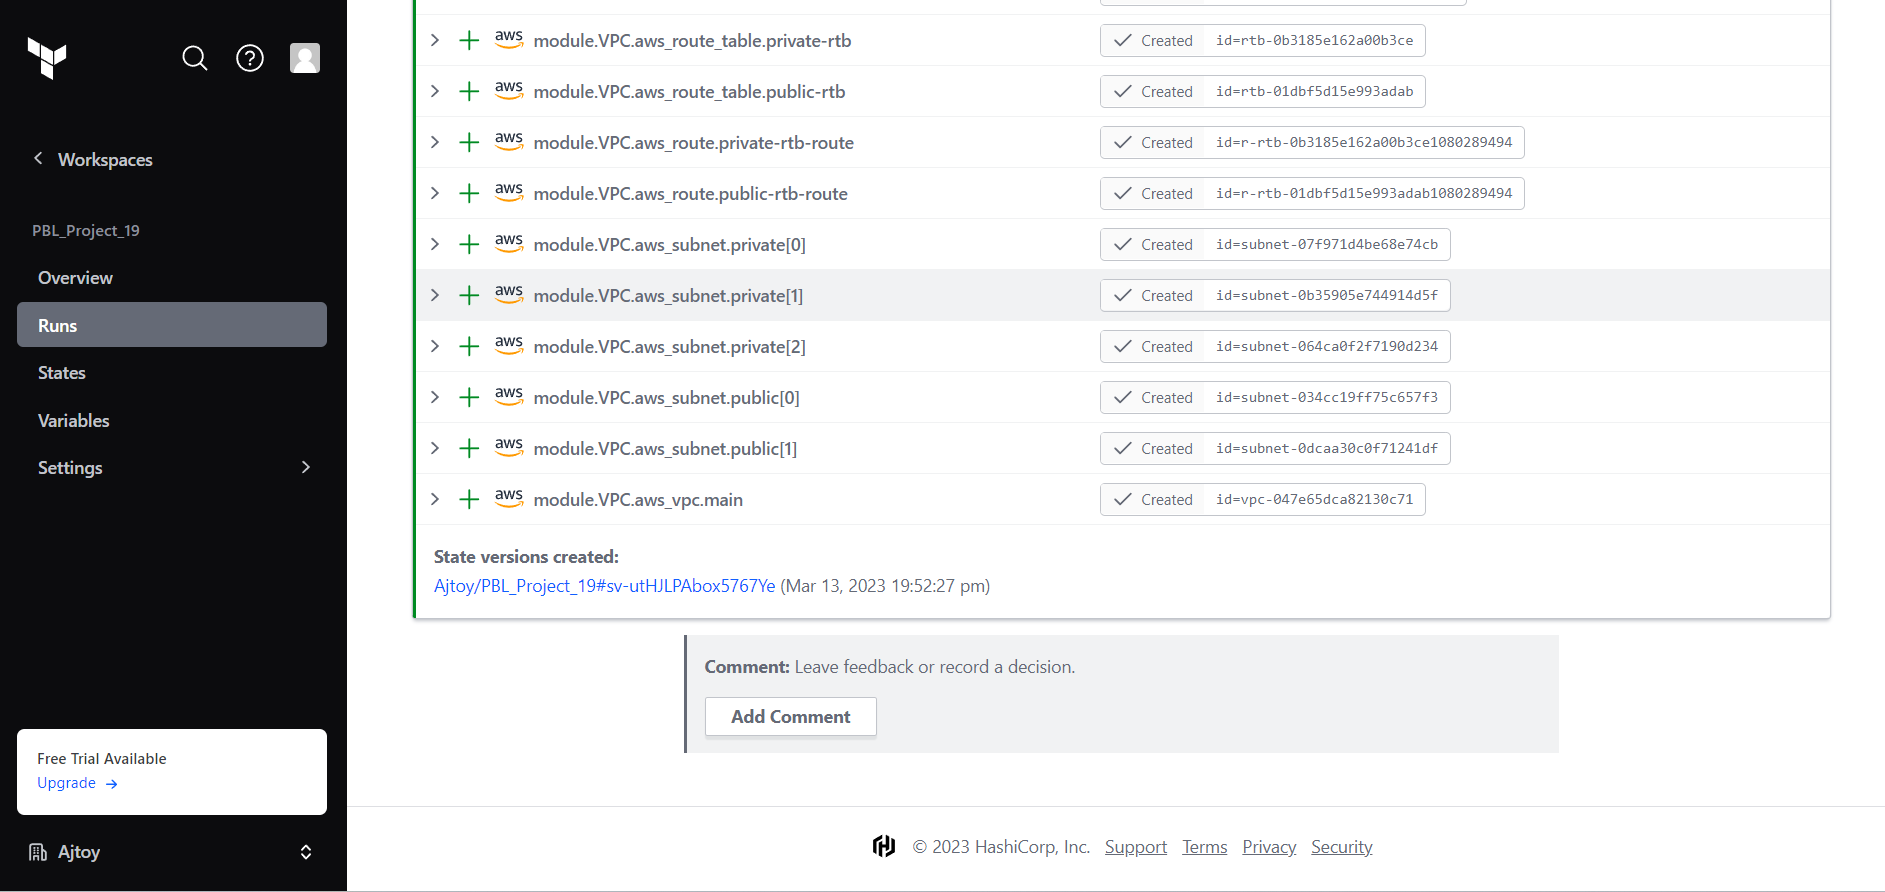 Workspaces
PBL_Project_19
Overview
Runs
States
Variables
Settings
Free Trial Available
Upgrade →
Ajtoy
aws module.VPC.aws_route_table.private-rtb Created id=rtb-0b3185e162a00b3ce
aws module.VPC.aws_route_table.public-rtb Created id=rtb-01dbf5d15e993adab
aws module.VPC.aws_route.private-rtb-route Created id=r-rtb-0b3185e162a00b3ce1080289494
aws module.VPC.aws_route.public-rtb-route Created id=r-rtb-01dbf5d15e993adab1080289494
aws module.VPC.aws_subnet.private[0] Created id=subnet-07f971d4be68e74cb
aws module.VPC.aws_subnet.private[1] Created id=subnet-0b35905e744914d5f
aws module.VPC.aws_subnet.private[2] Created id=subnet-064ca0f2f7190d234
aws module.VPC.aws_subnet.public[0] Created id=subnet-034cc19ff75c657f3
aws module.VPC.aws_subnet.public[1] Created id=subnet-0dcaa30c0f71241df
aws module.VPC.aws_vpc.main Created id=vpc-047e65dca82130c71
State versions created:
Ajtoy/PBL_Project_19#sv-utHJLPAbox5767Ye (Mar 13, 2023 19:52:27 pm)
Comment: Leave feedback or record a decision.
Add Comment
© 2023 HashiCorp, Inc. Support Terms Privacy Security